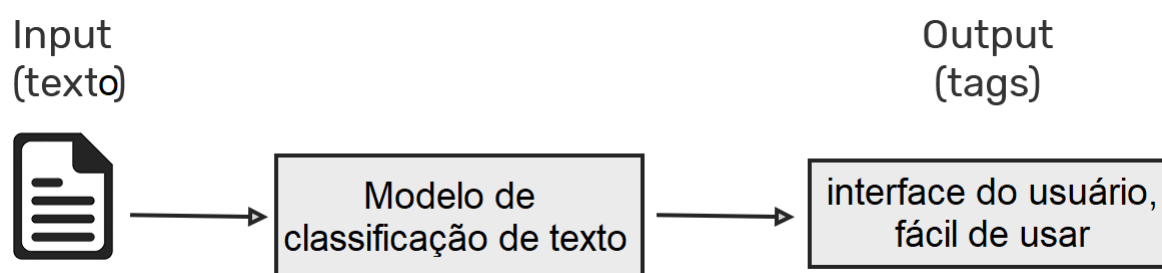 Input
(texto)
Output
(tags)
Modelo de
classificação de texto
interface do usuário,
fácil de usar